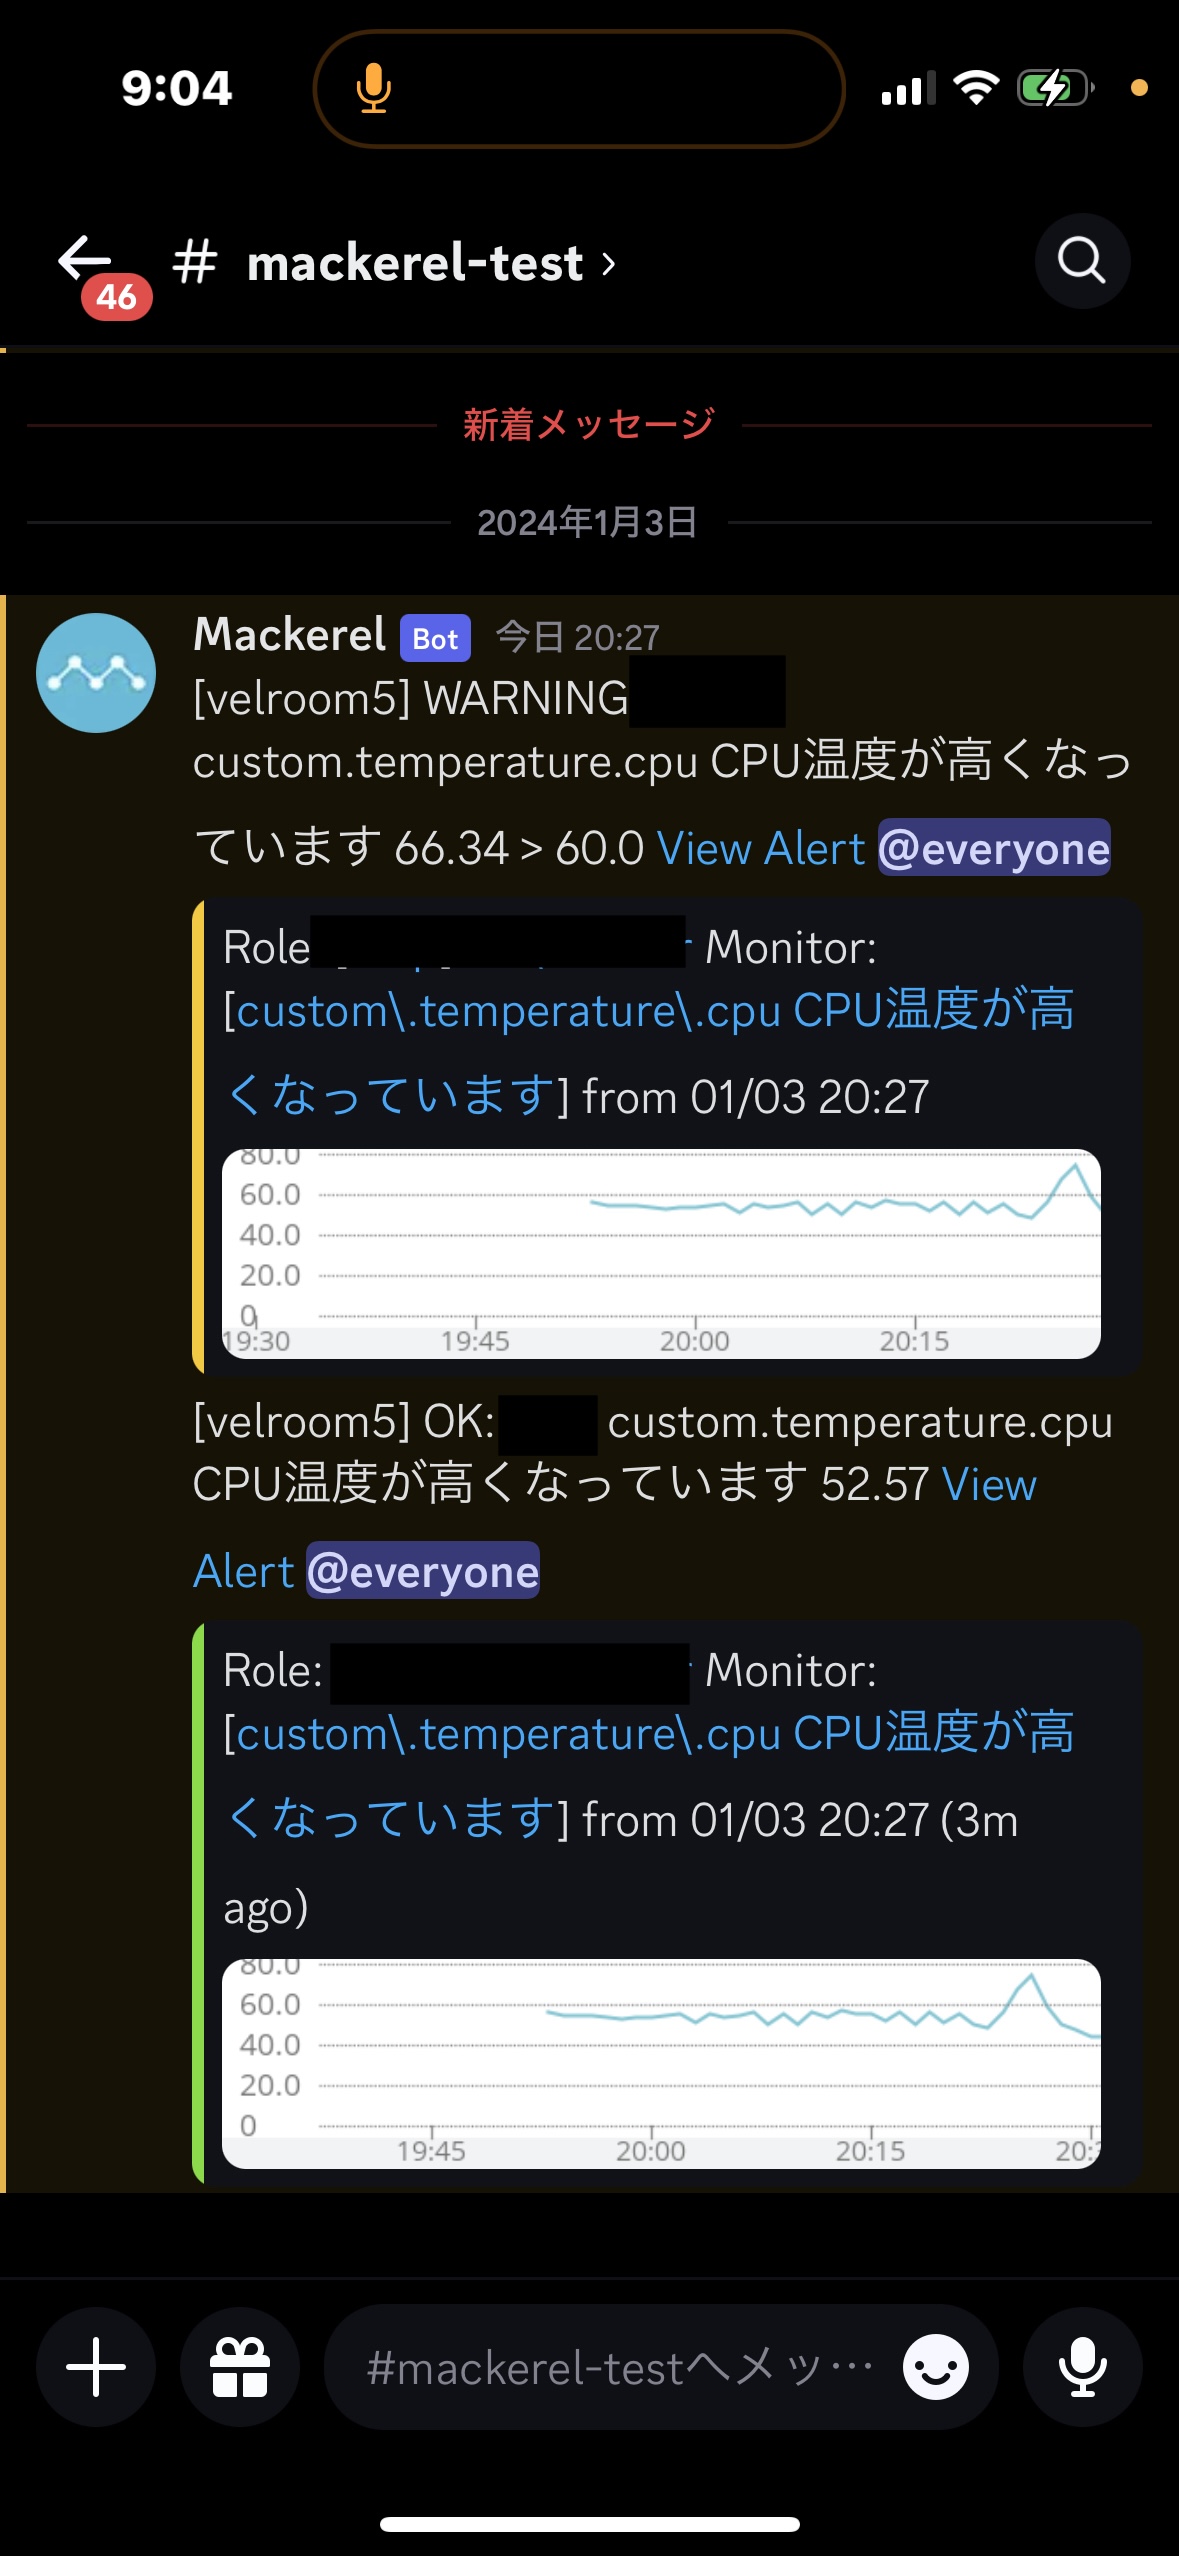 9:04
46
# mackerel-test ›
新着メッセージ
2024年1月3日
Mackerel Bot 今日 20:27
[velroom5] WARNING
custom.temperature.cpu CPU温度が高くなっ
ています 66.34 > 60.0 View Alert @everyone
Role Monitor:
[custom\.temperature\.cpu CPU温度が高
くなっています] from 01/03 20:27
80.0
60.0
40.0
20.0
0
19:30 19:45 20:00 20:15
[velroom5] OK: custom.temperature.cpu
CPU温度が高くなっています 52.57 View
Alert @everyone
Role: Monitor:
[custom\.temperature\.cpu CPU温度が高
くなっています] from 01/03 20:27 (3m
ago)
80.0
60.0
40.0
20.0
0
19:45 20:00 20:15
#mackerel-testへメッ…